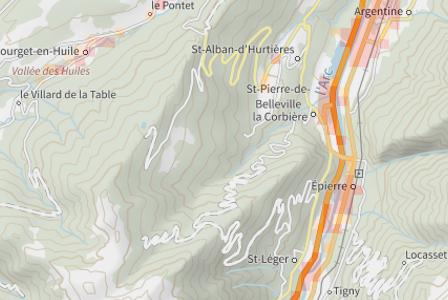 le Pontet
Argentine
ourget-en-Huile
St-Alban-d'Hurtières
Vallée des Huiles
l'Arc
le Villard de la Table
St-Pierre-de-
Belleville
la Corbière
Épierre
St-Léger
Locasset
Tigny